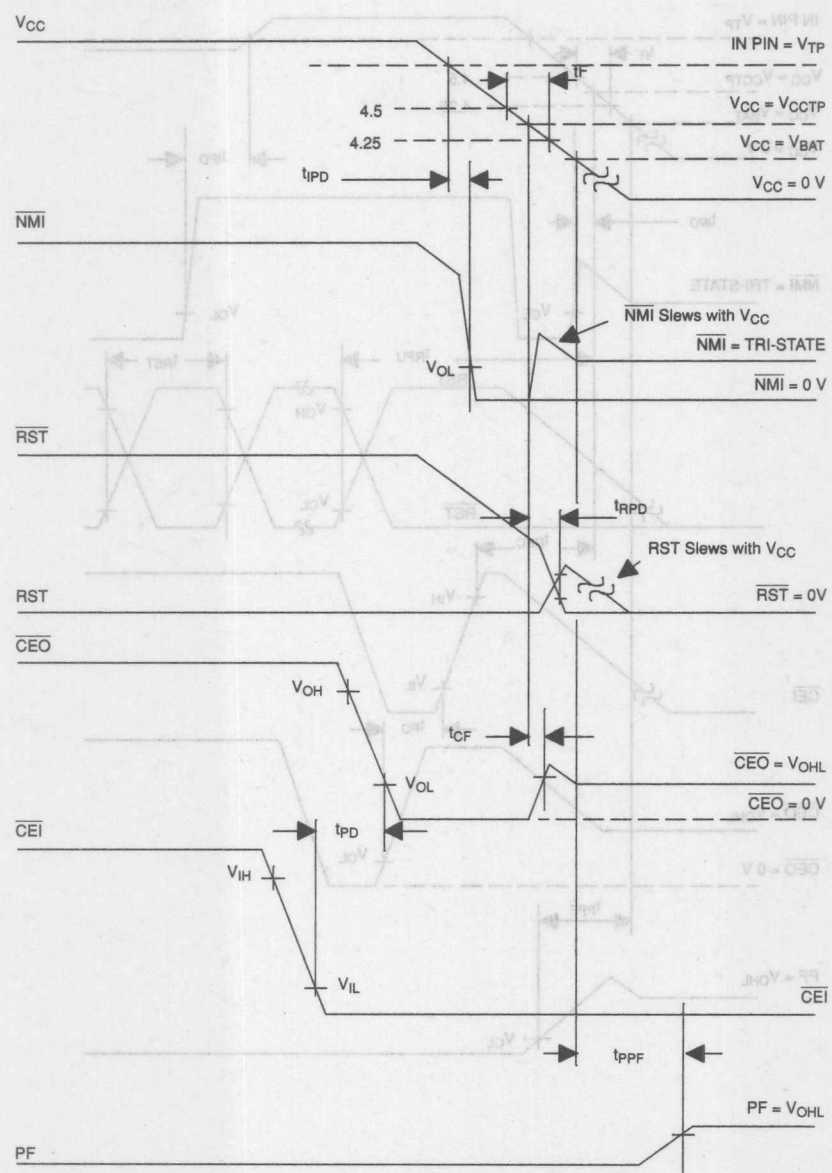 VCC
IN PIN = VTP
tF
4.5
VCC = VCCTP
4.25
VCC = VBAT
tIPD
VCC = 0 V
NMI
NMI Slews with VCC
NMI = TRI-STATE
VOL
NMI = 0 V
RST
tRPD
RST Slews with VCC
RST
RST = 0V
CEO
VOH
tCF
CEO = VOHL
VOL
CEO = 0 V
tPD
CEI
VIH
VIL
CEI
tPPF
PF = VOHL
PF